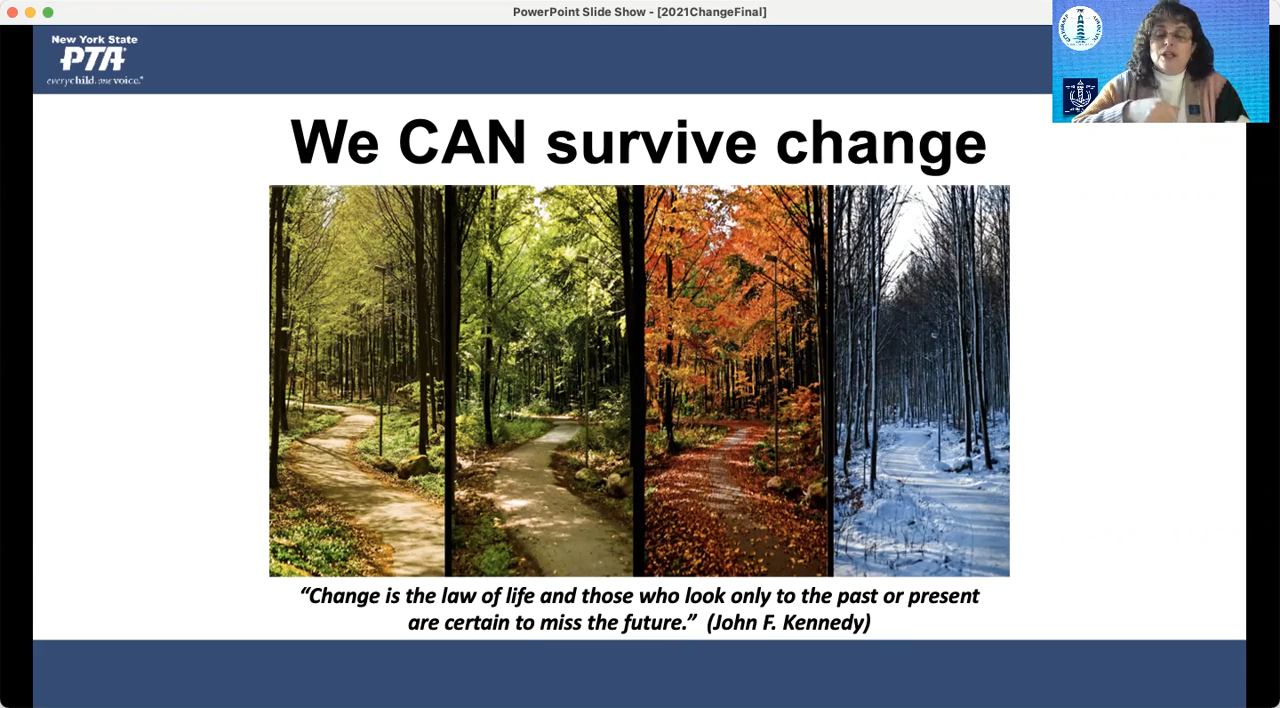 PowerPoint Slide Show - [2021ChangeFinal]
New York State
PTA®
everychild. one voice.®
We CAN survive change
“Change is the law of life and those who look only to the past or present
are certain to miss the future.” (John F. Kennedy)